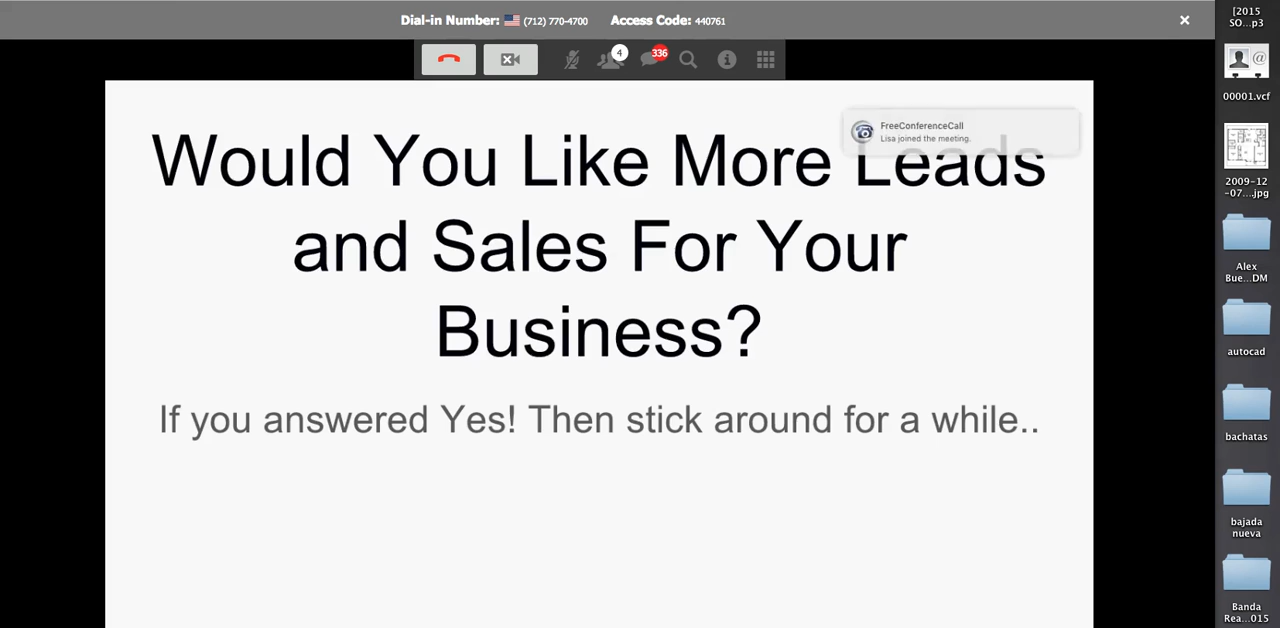 Dial-in Number: (712) 770-4700 Access Code: 440761
4
336
FreeConferenceCall
Lisa joined the meeting.
Would You Like More Leads
and Sales For Your
Business?
If you answered Yes! Then stick around for a while..
[2015
SO...p3
@
00001.vcf
2009-12
-07....jpg
Alex
Bue...DM
autocad
bachatas
bajada
nueva
Banda
Rea...015